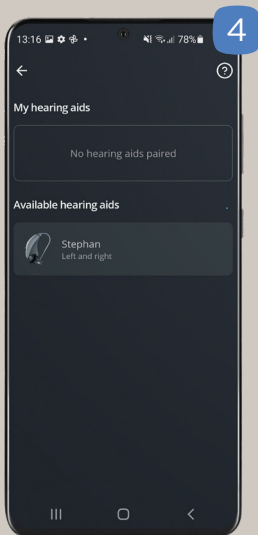 4
13:16
78%
My hearing aids
No hearing aids paired
Available hearing aids
Stephan
Left and right